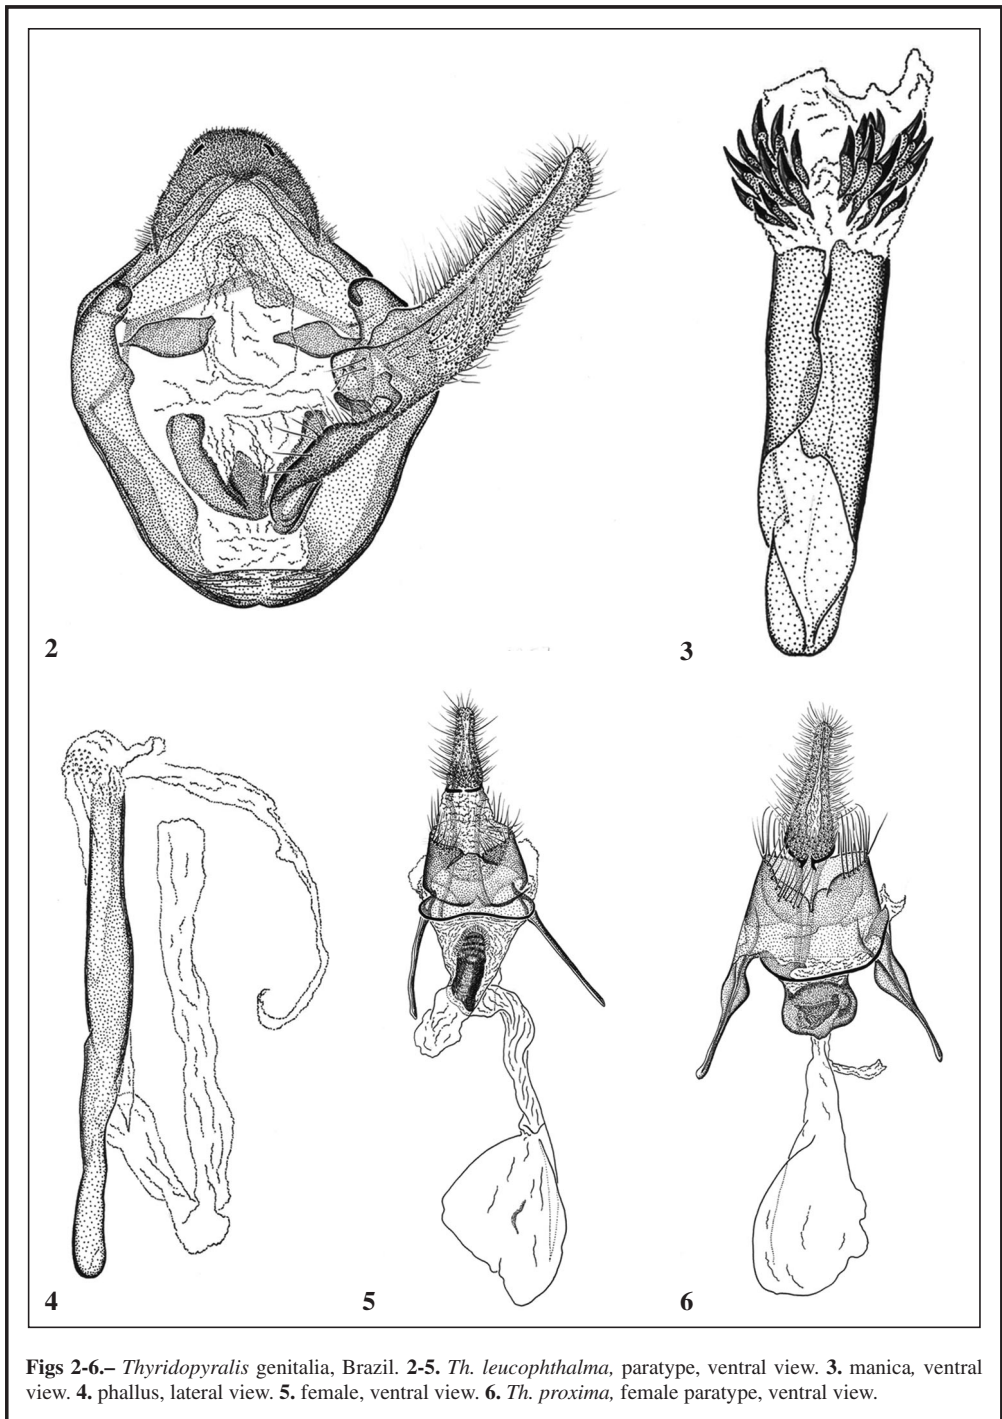 2
3
4
5
6
Figs 2-6.– Thyridopyralis genitalia, Brazil. 2-5. Th. leucophthalma, paratype, ventral view. 3. manica, ventral
view. 4. phallus, lateral view. 5. female, ventral view. 6. Th. proxima, female paratype, ventral view.